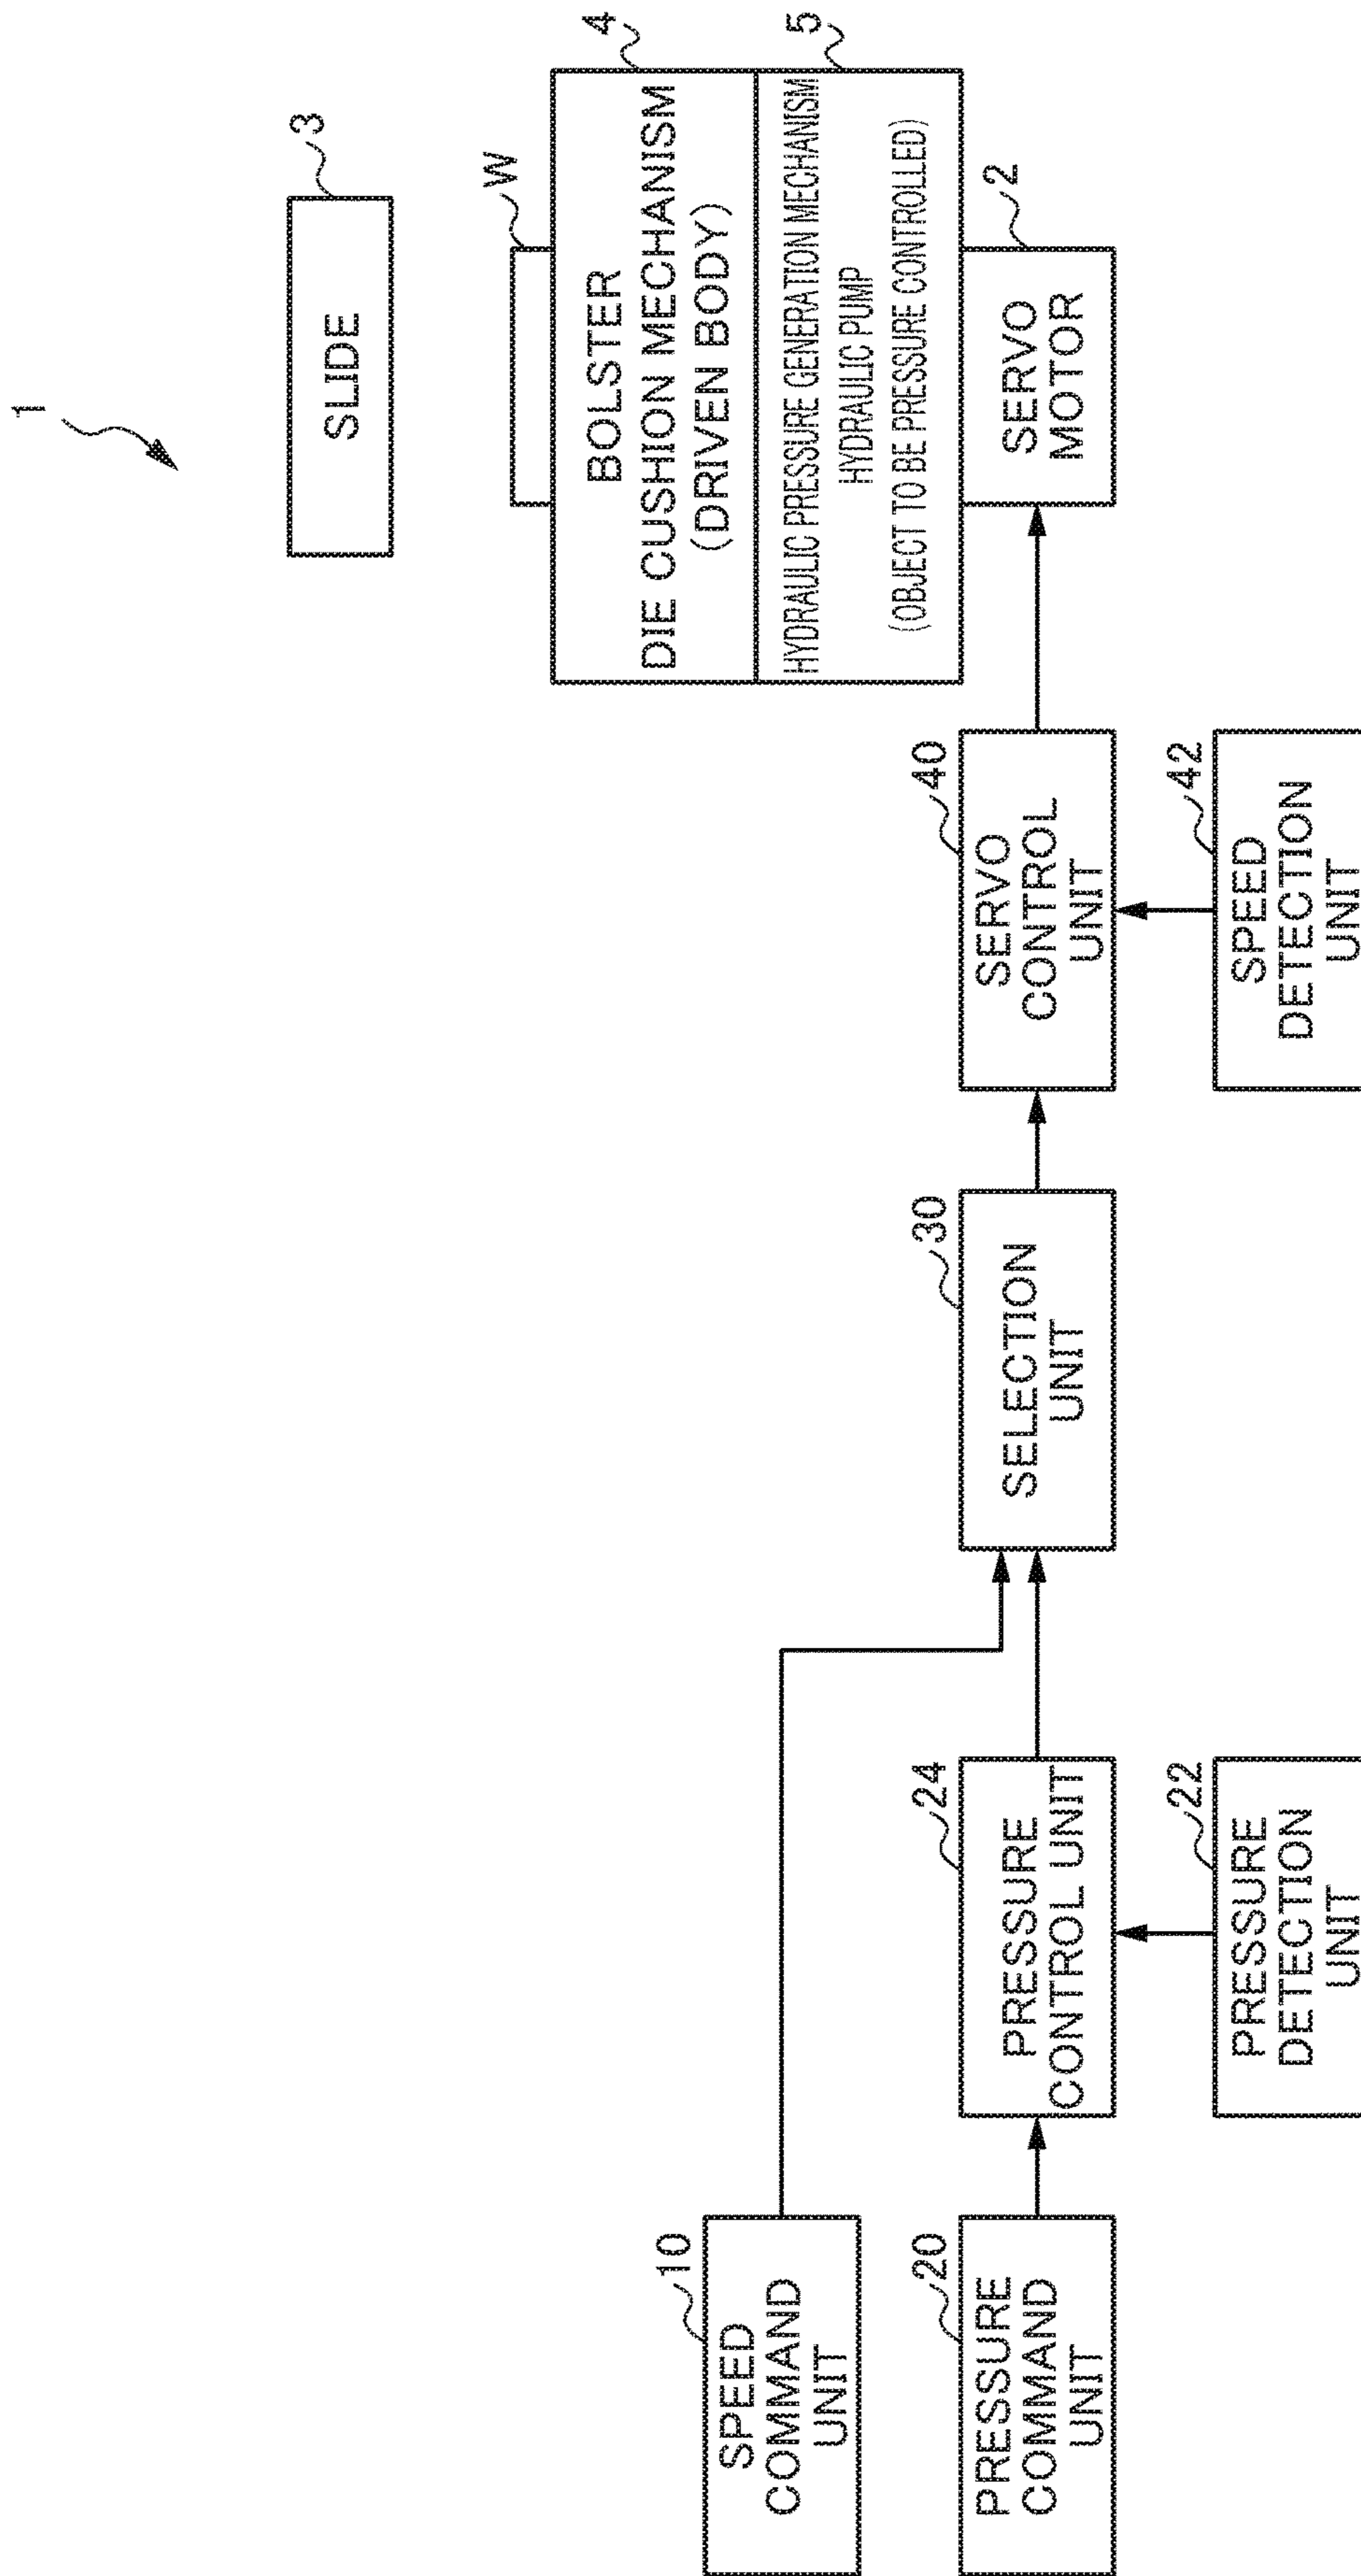 1
3
SLIDE
W
4
BOLSTER
DIE CUSHION MECHANISM
(DRIVEN BODY)
5
HYDRAULIC PRESSURE GENERATION MECHANISM
HYDRAULIC PUMP
(OBJECT TO BE PRESSURE CONTROLLED)
10
SPEED
COMMAND
UNIT
20
PRESSURE
COMMAND
UNIT
24
PRESSURE
CONTROL UNIT
22
PRESSURE
DETECTION
UNIT
30
SELECTION
UNIT
40
SERVO
CONTROL
UNIT
42
SPEED
DETECTION
UNIT
2
SERVO
MOTOR